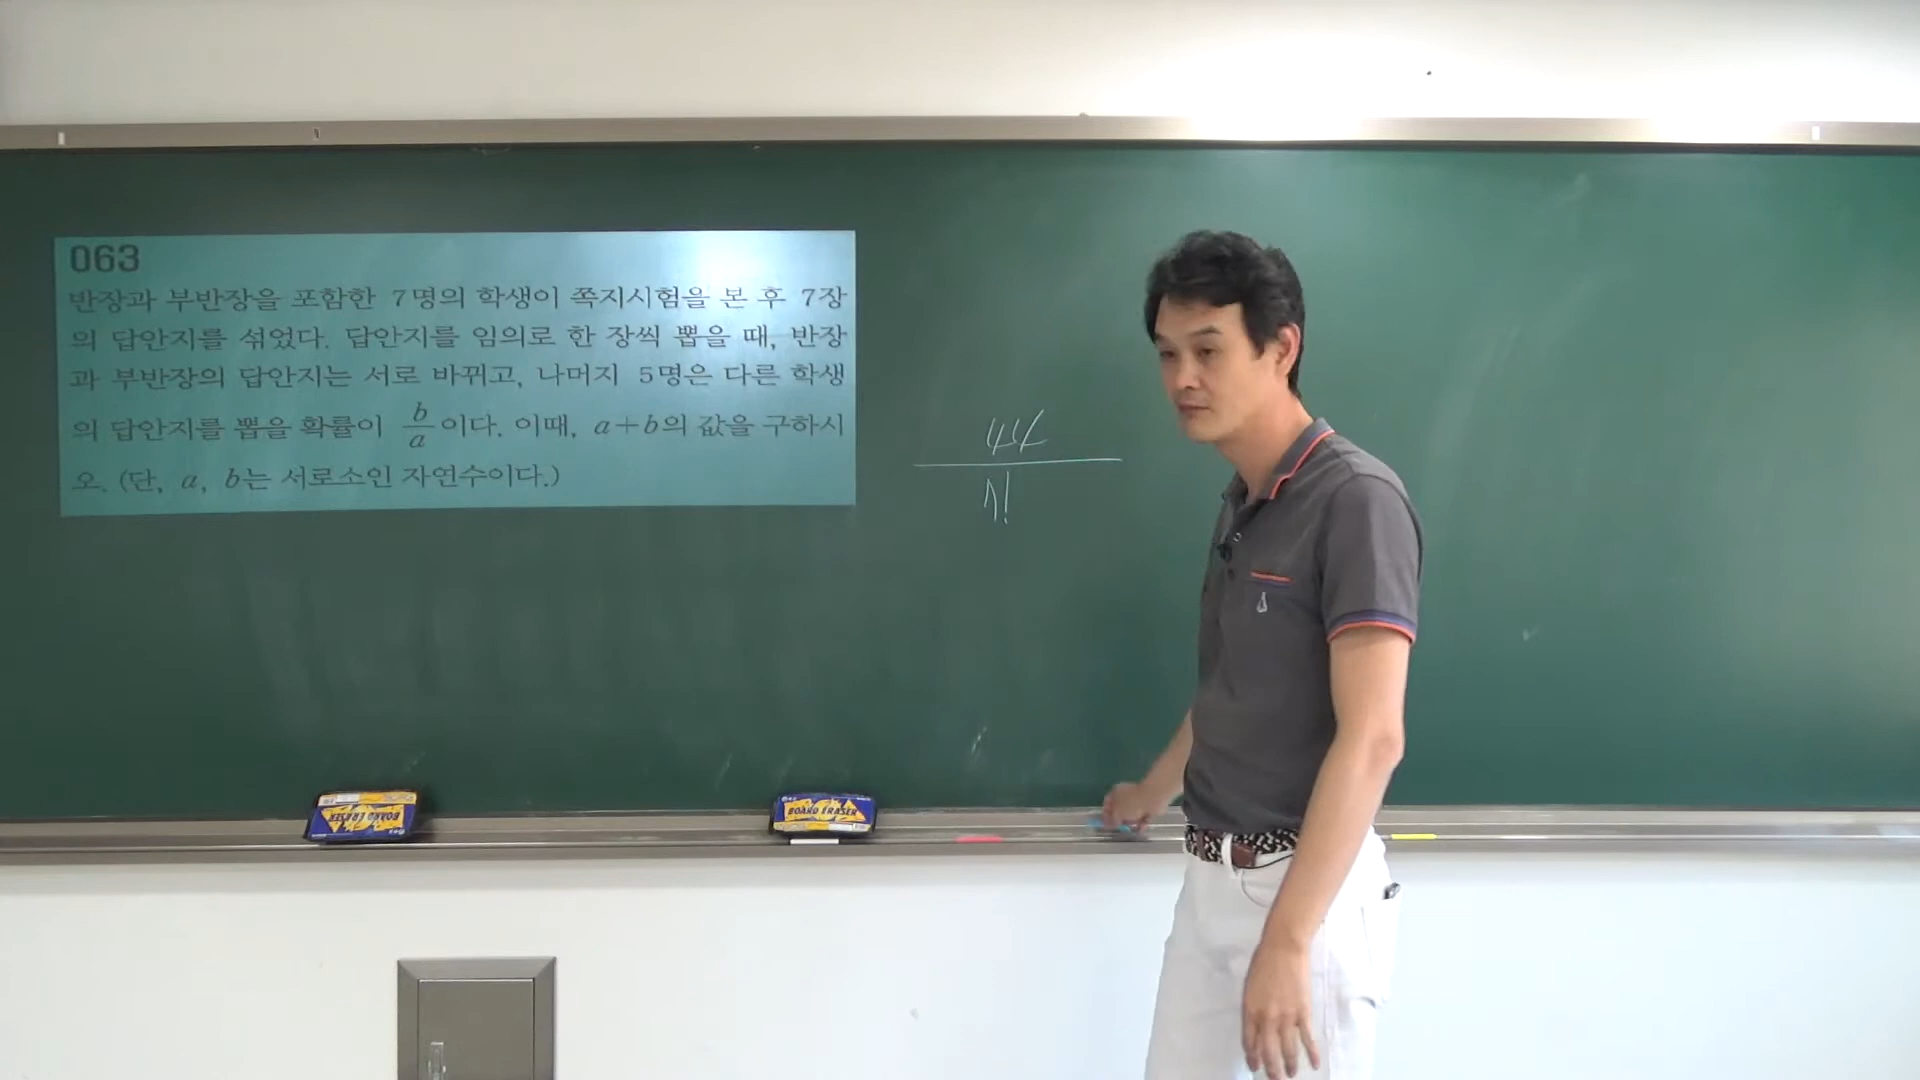 063
반장과 부반장을 포함한 7명의 학생이 쪽지시험을 본 후 7장
의 답안지를 섞었다. 답안지를 임의로 한 장씩 뽑을 때, 반장
과 부반장의 답안지는 서로 바뀌고, 나머지 5명은 다른 학생
의 답안지를 뽑을 확률이 b/a 이다. 이때, a+b의 값을 구하시
오. (단, a, b는 서로소인 자연수이다.)
44
7!
BOARD ERASER
BOARD ERASER